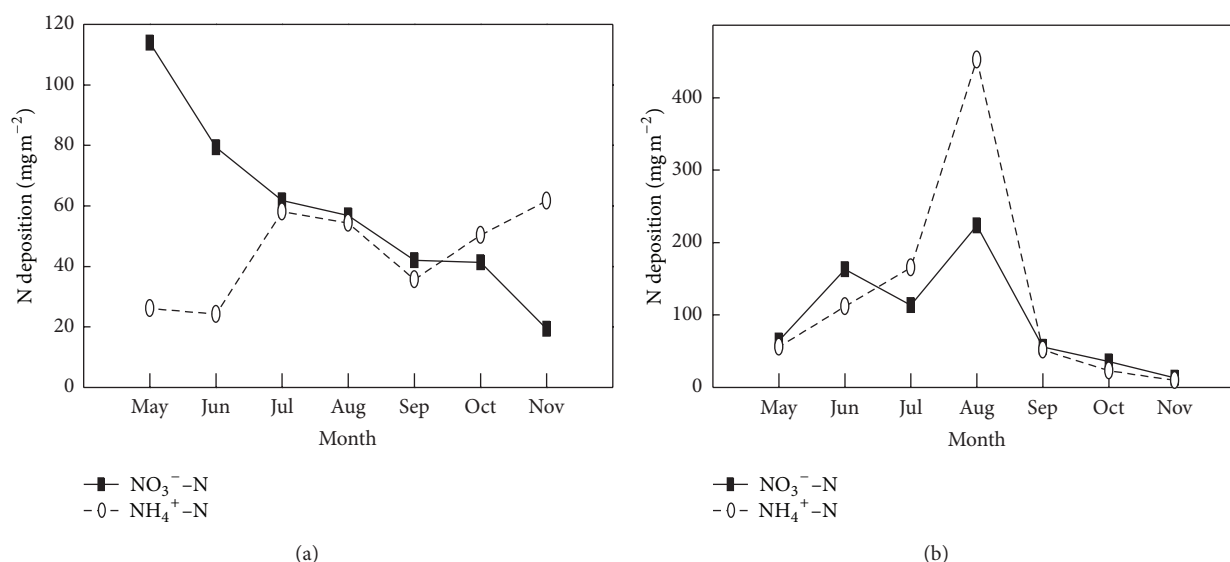 120
100
80
60
40
20
0
N deposition (mg m⁻²)
May Jun Jul Aug Sep Oct Nov
Month
NO₃⁻–N
NH₄⁺–N
(a)
400
300
200
100
0
N deposition (mg m⁻²)
May Jun Jul Aug Sep Oct Nov
Month
NO₃⁻–N
NH₄⁺–N
(b)